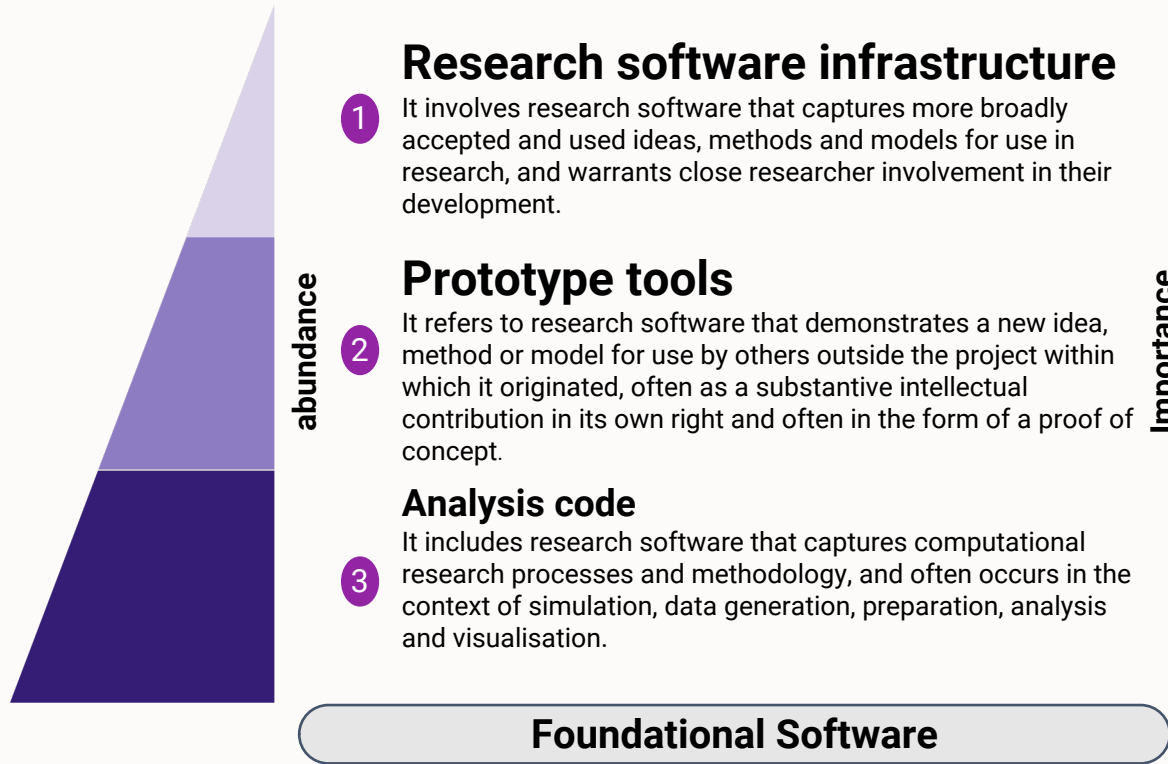 Research software infrastructure
1
It involves research software that captures more broadly
accepted and used ideas, methods and models for use in
research, and warrants close researcher involvement in their
development.
abundance
Importance
Prototype tools
2
It refers to research software that demonstrates a new idea,
method or model for use by others outside the project within
which it originated, often as a substantive intellectual
contribution in its own right and often in the form of a proof of
concept.
Analysis code
3
It includes research software that captures computational
research processes and methodology, and often occurs in the
context of simulation, data generation, preparation, analysis
and visualisation.
Foundational Software